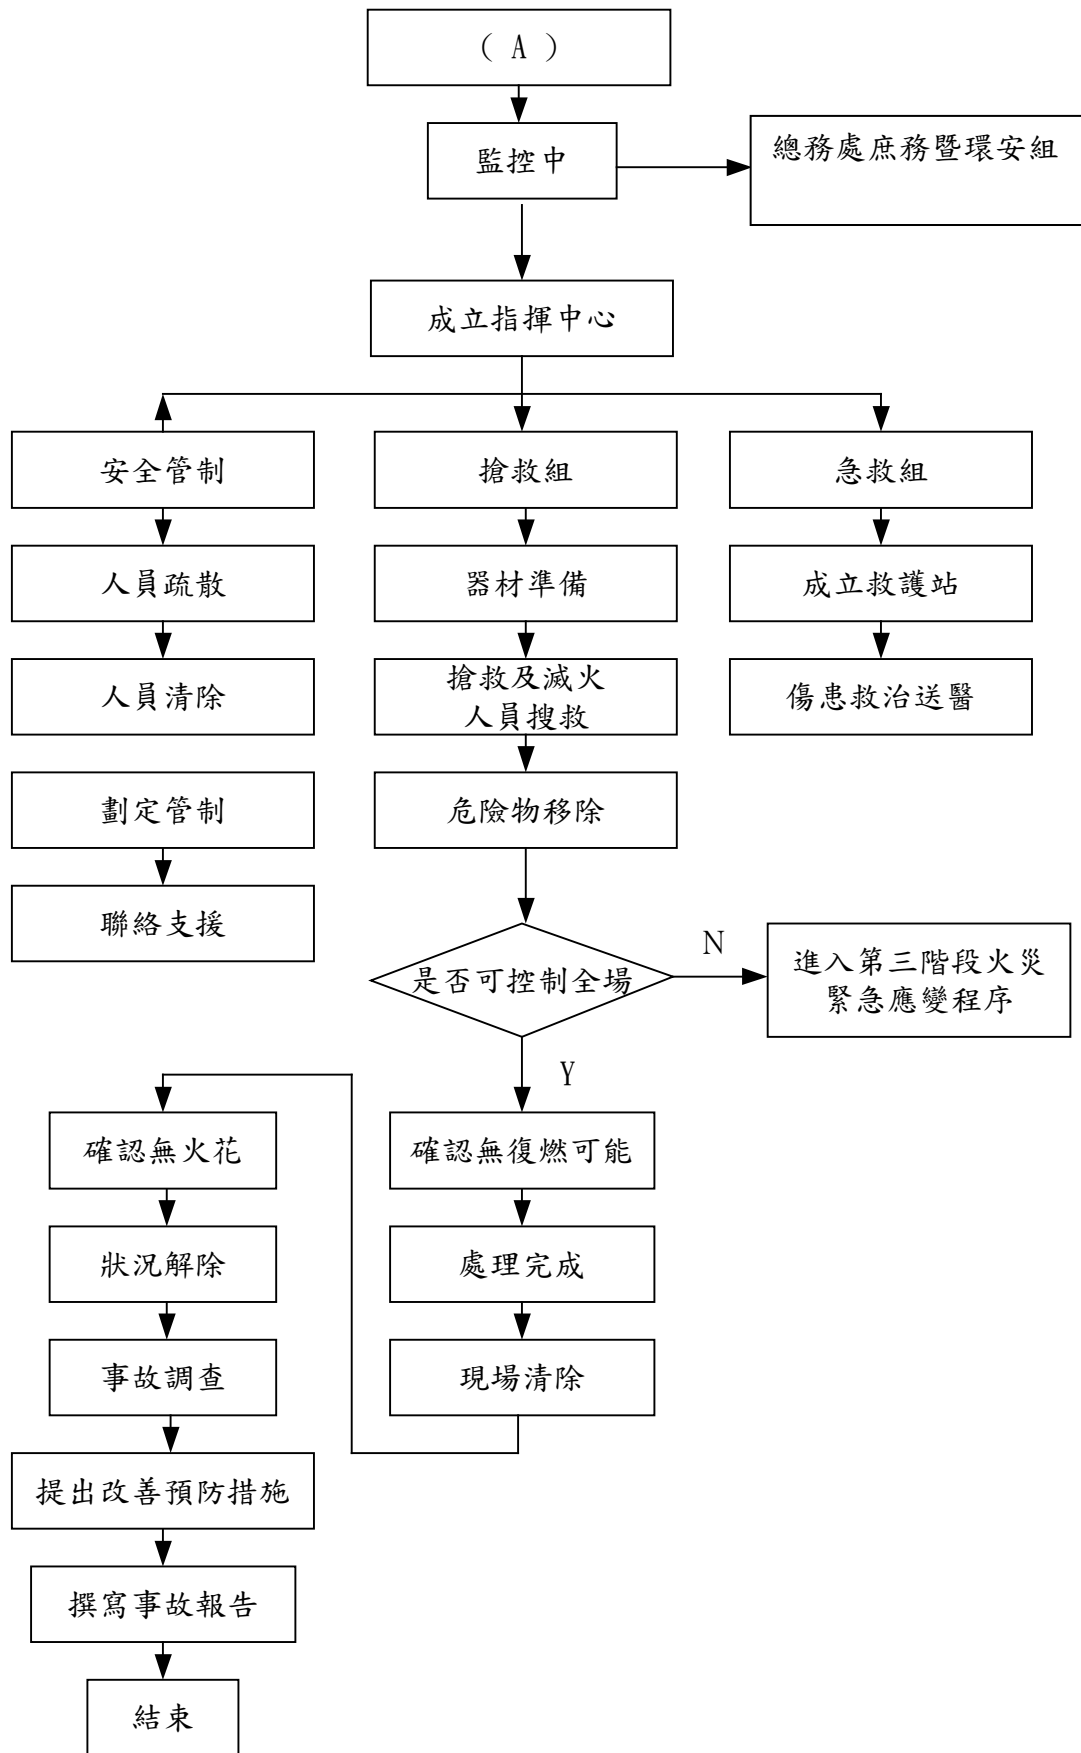 ( A )
監控中
總務處庶務暨環安組
成立指揮中心
安全管制
搶救組
急救組
人員疏散
器材準備
成立救護站
人員清除
搶救及滅火
人員搜救
傷患救治送醫
劃定管制
危險物移除
聯絡支援
是否可控制全場
N
進入第三階段火災
緊急應變程序
Y
確認無火花
確認無復燃可能
狀況解除
處理完成
事故調查
現場清除
提出改善預防措施
撰寫事故報告
結束